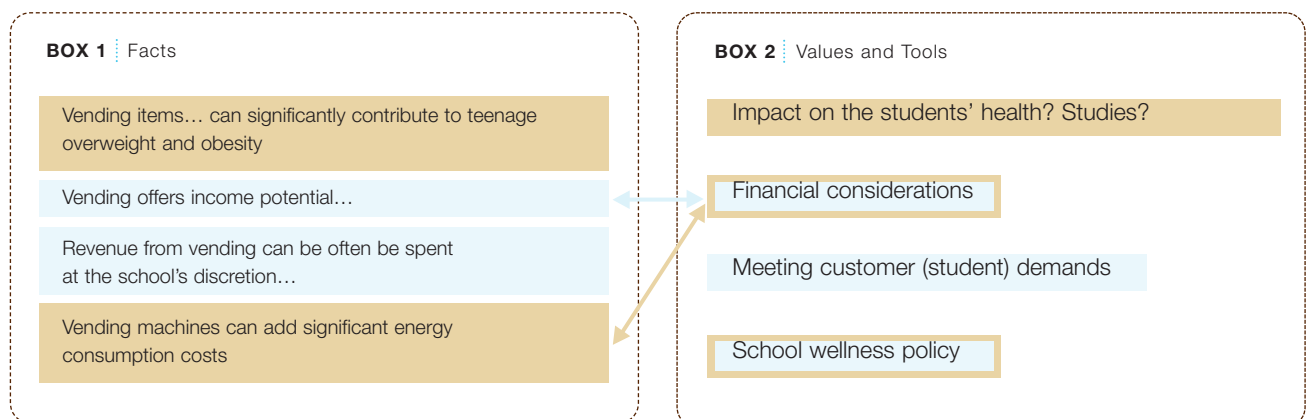 BOX 1 Facts
Vending items… can significantly contribute to teenage
overweight and obesity
Vending offers income potential…
Revenue from vending can be often be spent
at the school’s discretion…
Vending machines can add significant energy
consumption costs
BOX 2 Values and Tools
Impact on the students’ health? Studies?
Financial considerations
Meeting customer (student) demands
School wellness policy